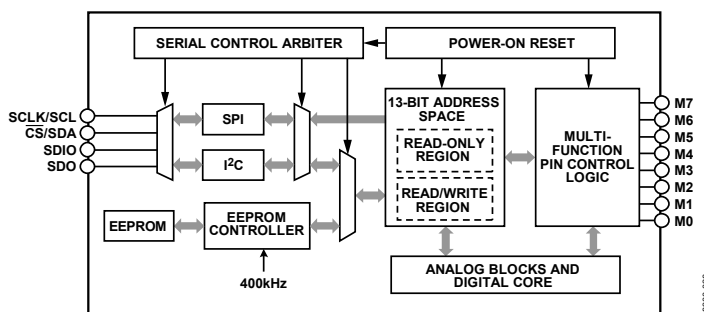 SERIAL CONTROL ARBITER
POWER-ON RESET
SCLK/SCL
CS/SDA
SDIO
SDO
SPI
I2C
13-BIT ADDRESS
SPACE
READ-ONLY
REGION
READ/WRITE
REGION
MULTI-
FUNCTION
PIN CONTROL
LOGIC
M7
M6
M5
M4
M3
M2
M1
M0
EEPROM
EEPROM
CONTROLLER
400kHz
ANALOG BLOCKS AND
DIGITAL CORE